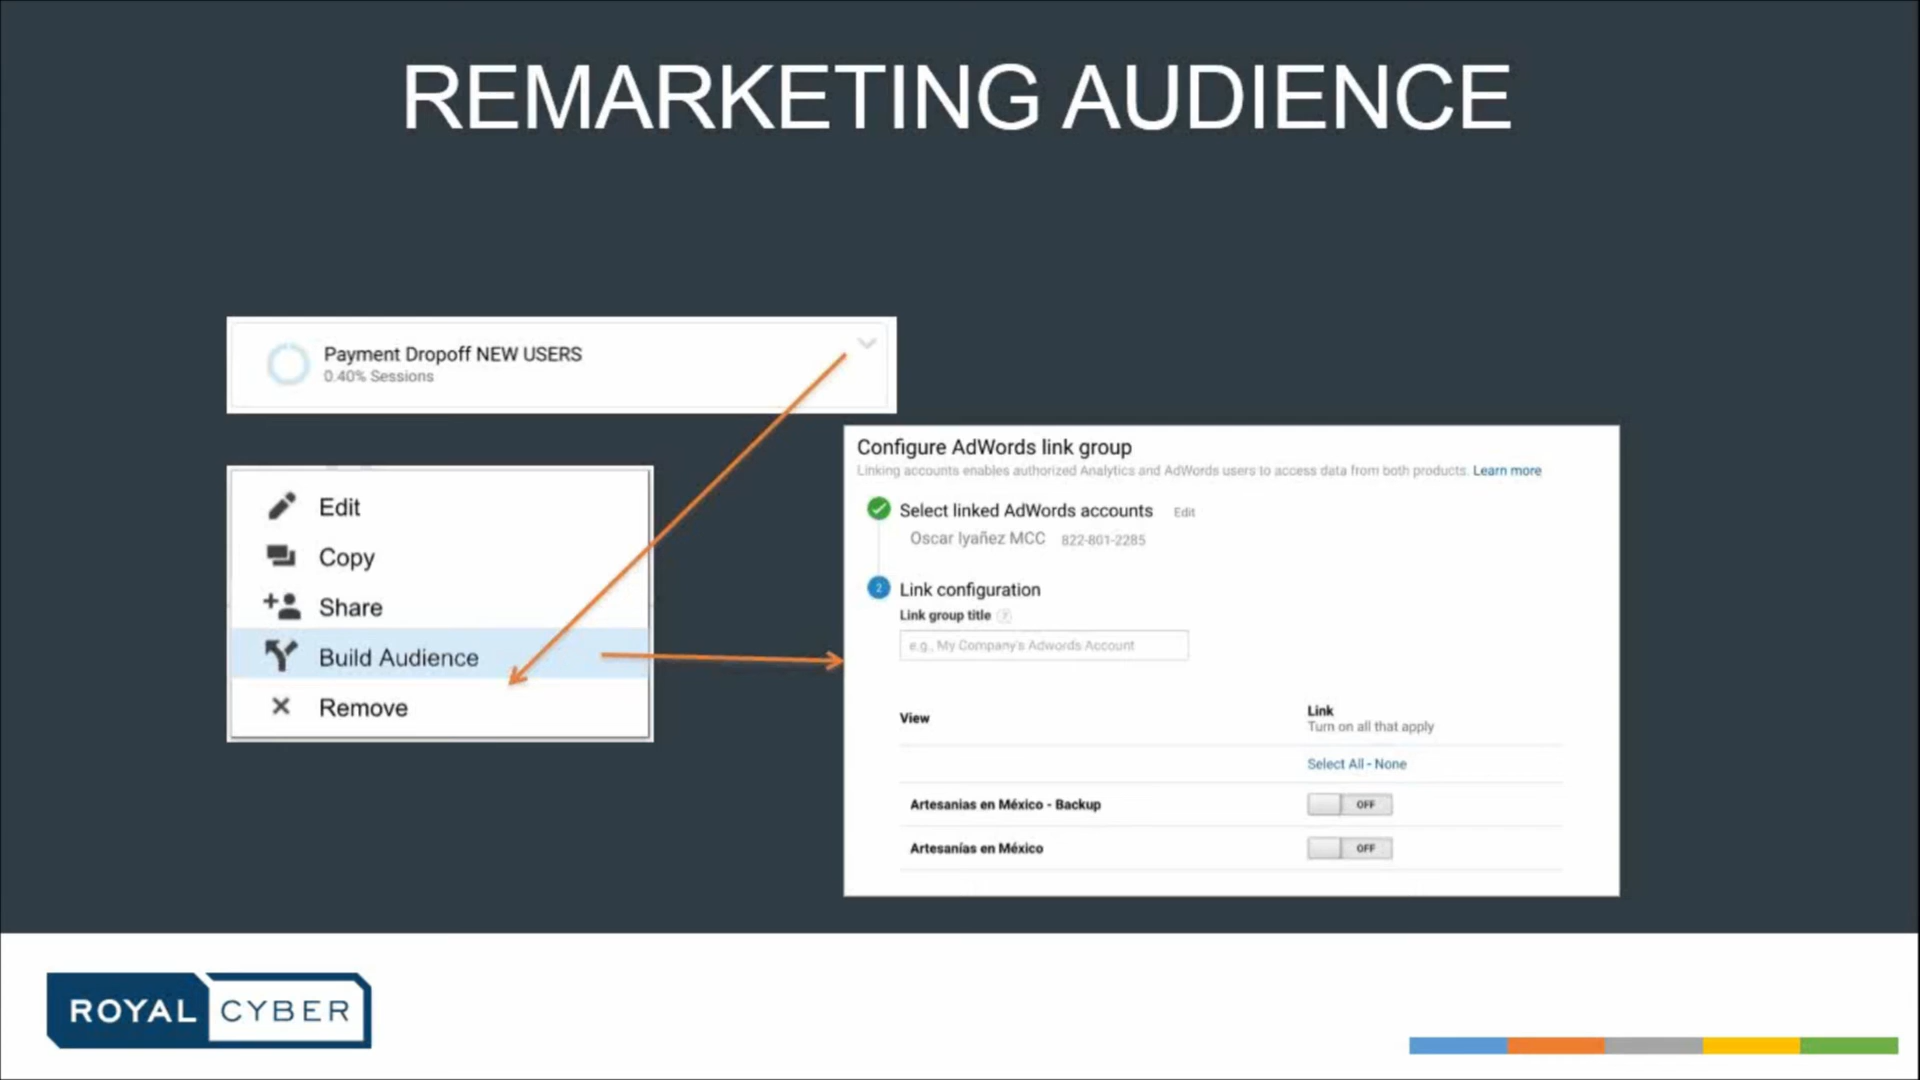 REMARKETING AUDIENCE
Payment Dropoff NEW USERS
0.40% Sessions
Edit
Copy
Share
Build Audience
Remove
Configure AdWords link group
Linking accounts enables authorized Analytics and AdWords users to access data from both products. Learn more
Select linked AdWords accounts Edit
Oscar Iyañez MCC 822-801-2285
2 Link configuration
Link group title ?
e.g., My Company's Adwords Account
View
Link
Turn on all that apply
Select All - None
Artesanias en México - Backup OFF
Artesanías en México OFF
ROYAL CYBER